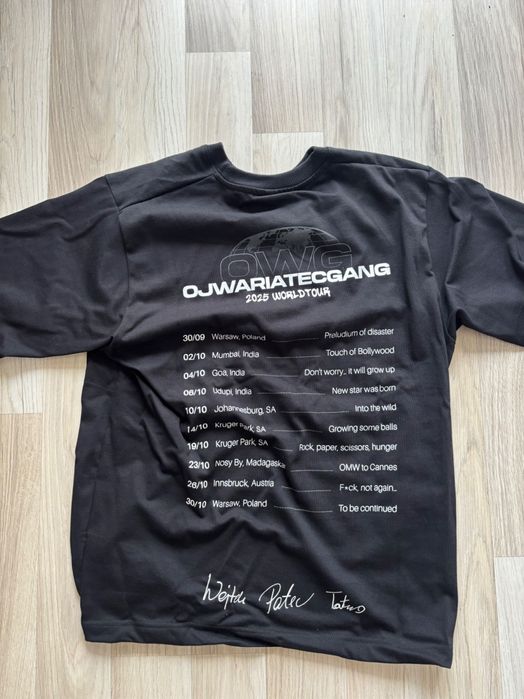 OWG
OJWARIATECGANG
2025 WORLDTOUR
30/09 Warsaw, Poland Preludium of disaster
02/10 Mumbai, India Touch of Bollywood
04/10 Goa, India Don't worry.. it will grow up
06/10 Udupi, India New star was born
10/10 Johannesburg, SA Into the wild
14/10 Kruger Park, SA Growing some balls
19/10 Kruger Park, SA Rock, paper, scissors, hunger
23/10 Nosy By, Madagaskar OMW to Cannes
26/10 Innsbruck, Austria F*ck, not again..
30/10 Warsaw, Poland To be continued
Patec